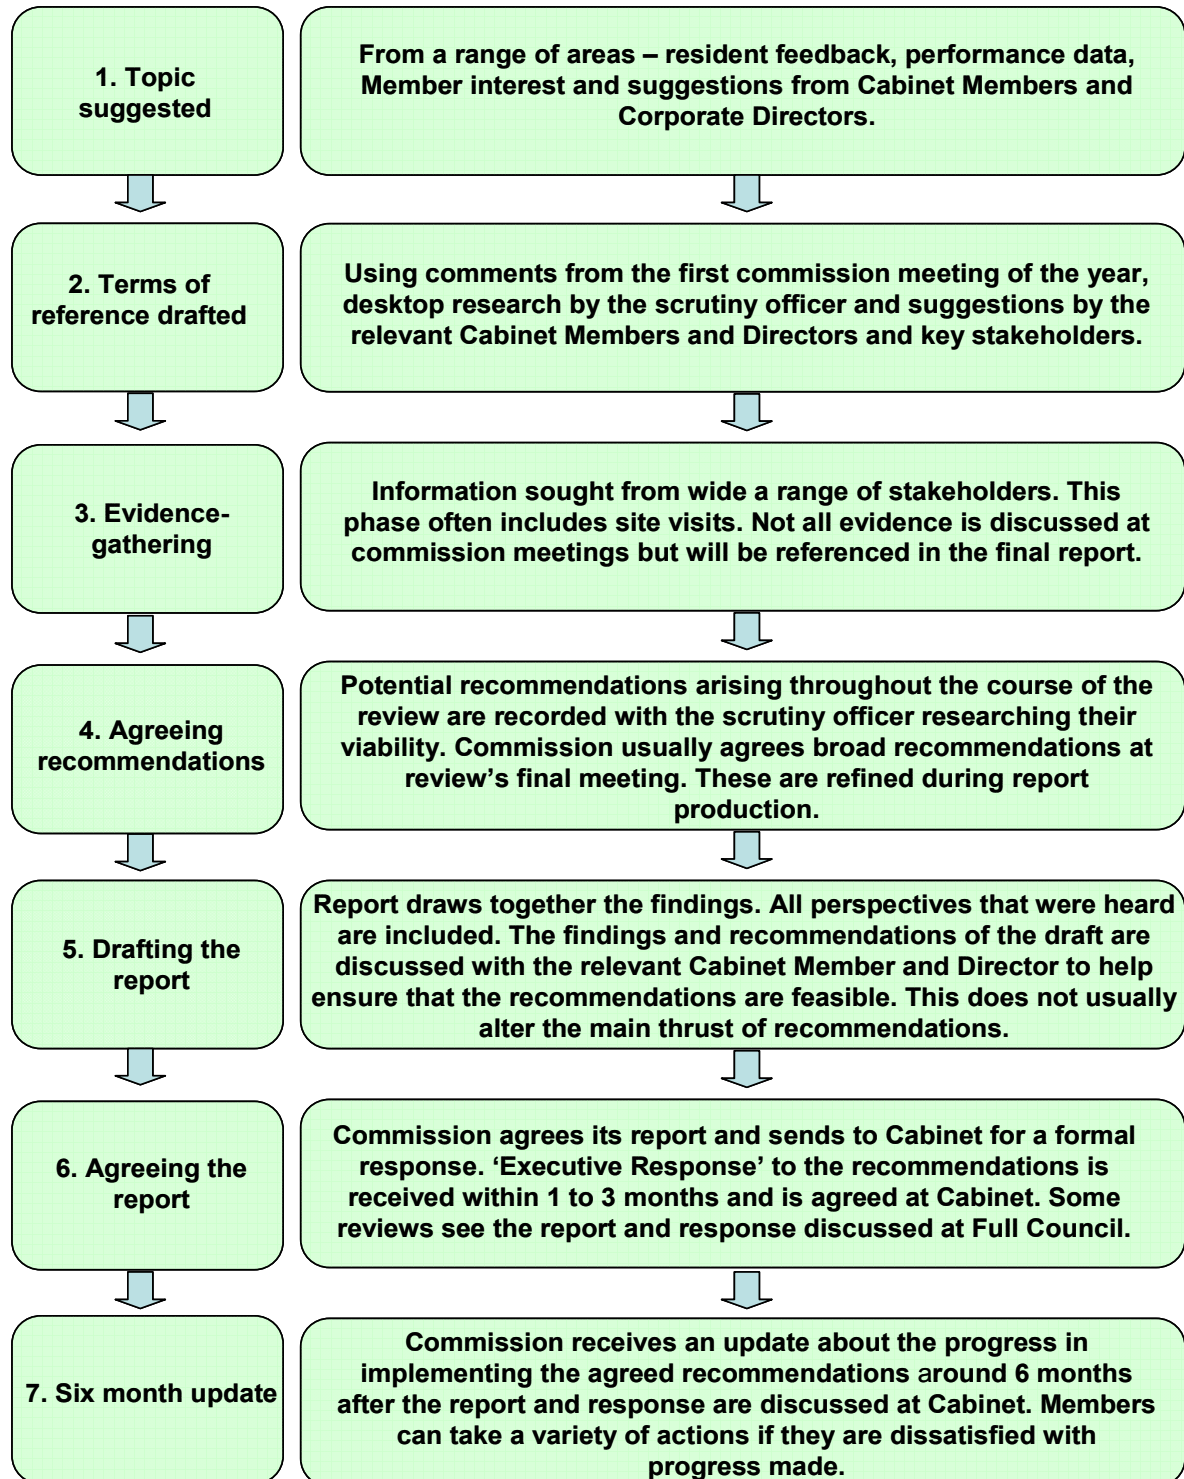 1. Topic
suggested
From a range of areas – resident feedback, performance data,
Member interest and suggestions from Cabinet Members and
Corporate Directors.
2. Terms of
reference drafted
Using comments from the first commission meeting of the year,
desktop research by the scrutiny officer and suggestions by the
relevant Cabinet Members and Directors and key stakeholders.
3. Evidence-
gathering
Information sought from wide a range of stakeholders. This
phase often includes site visits. Not all evidence is discussed at
commission meetings but will be referenced in the final report.
4. Agreeing
recommendations
Potential recommendations arising throughout the course of the
review are recorded with the scrutiny officer researching their
viability. Commission usually agrees broad recommendations at
review's final meeting. These are refined during report
production.
5. Drafting the
report
Report draws together the findings. All perspectives that were heard
are included. The findings and recommendations of the draft are
discussed with the relevant Cabinet Member and Director to help
ensure that the recommendations are feasible. This does not usually
alter the main thrust of recommendations.
6. Agreeing the
report
Commission agrees its report and sends to Cabinet for a formal
response. 'Executive Response' to the recommendations is
received within 1 to 3 months and is agreed at Cabinet. Some
reviews see the report and response discussed at Full Council.
7. Six month update
Commission receives an update about the progress in
implementing the agreed recommendations around 6 months
after the report and response are discussed at Cabinet. Members
can take a variety of actions if they are dissatisfied with
progress made.